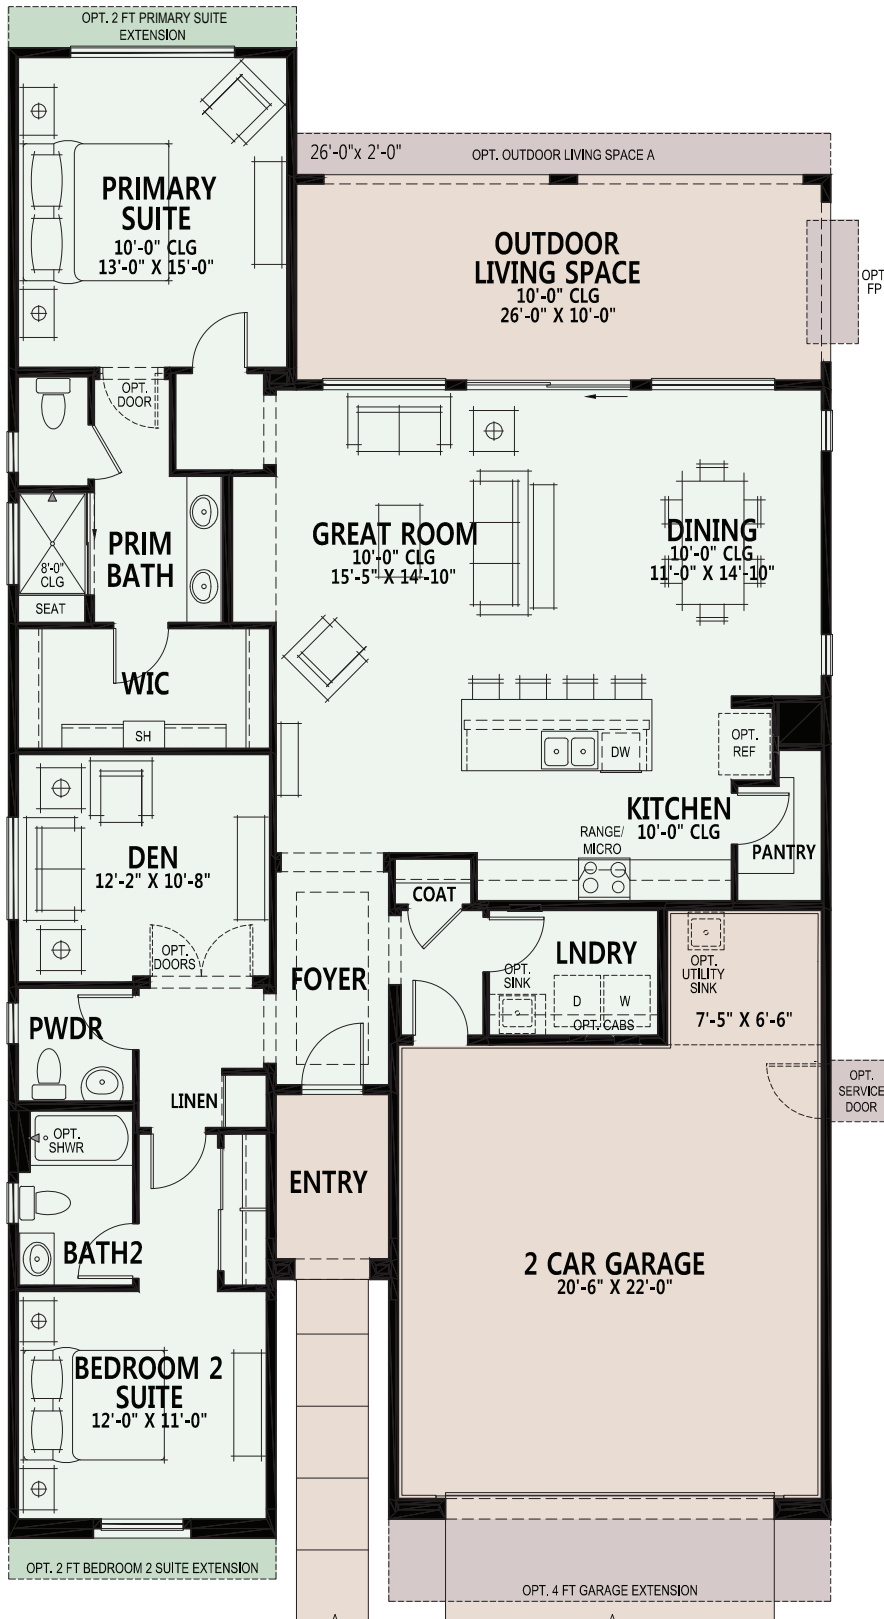 OPT. 2 FT PRIMARY SUITE
EXTENSION
PRIMARY
SUITE
10'-0" CLG
13'-0" X 15'-0"
26'-0"x 2'-0"
OPT. OUTDOOR LIVING SPACE A
OUTDOOR
LIVING SPACE
10'-0" CLG
26'-0" X 10'-0"
OPT
FP
OPT.
DOOR
PRIM
BATH
8'-0"
CLG
SEAT
GREAT ROOM
10'-0" CLG
15'-5" X 14'-10"
DINING
10'-0" CLG
11'-0" X 14'-10"
WIC
SH
DW
OPT.
REF
KITCHEN
10'-0" CLG
RANGE/
MICRO
PANTRY
DEN
12'-2" X 10'-8"
OPT.
DOORS
COAT
FOYER
LNDRY
OPT.
SINK
D
W
OPT. CABS
OPT.
UTILITY
SINK
7'-5" X 6'-6"
PWDR
LINEN
OPT.
SERVICE
DOOR
OPT.
SHWR
BATH2
ENTRY
2 CAR GARAGE
20'-6" X 22'-0"
BEDROOM 2
SUITE
12'-0" X 11'-0"
OPT. 2 FT BEDROOM 2 SUITE EXTENSION
OPT. 4 FT GARAGE EXTENSION